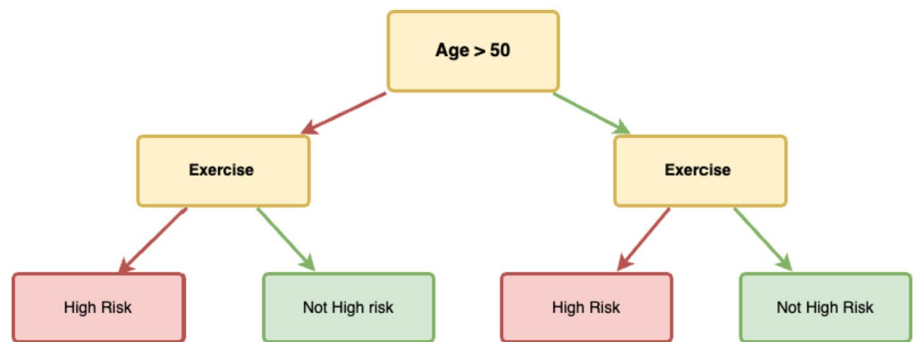 Age > 50
Exercise
Exercise
High Risk
Not High risk
High Risk
Not High Risk